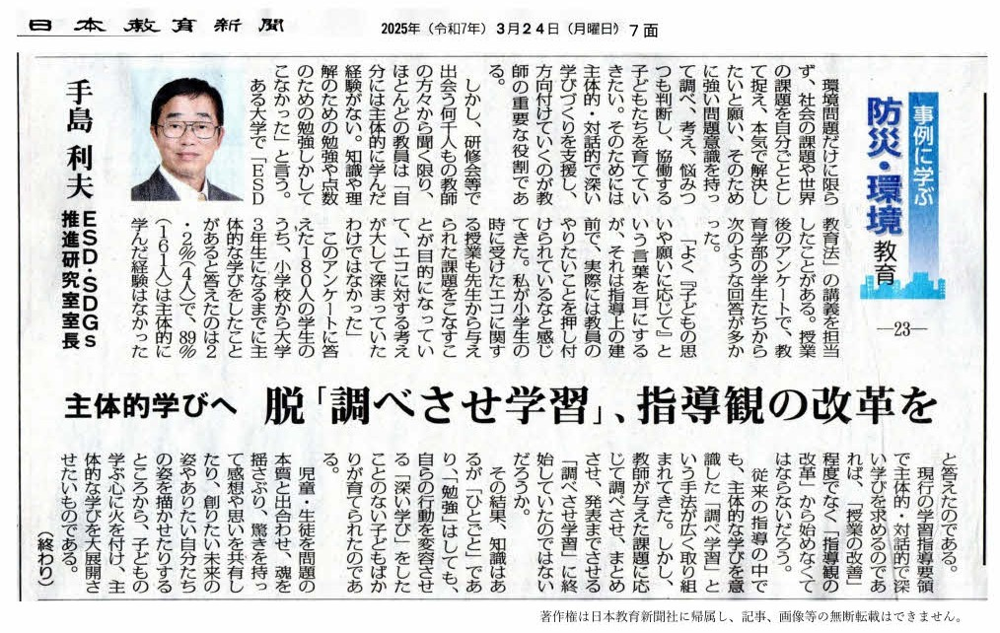 日本教育新聞
2025年(令和7年)3月24日(月曜日) 7面
事例に学ぶ
防災・環境
教育
―23―
環境問題だけに限ら
ず、社会の課題や世界
の課題を自分ごととし
て捉え、本気で解決し
たいと願い、そのため
に強い問題意識を持っ
て調べ、考え、悩みつ
つも判断し、協働する
子どもたちを育ててい
きたい。そのためには
主体的・対話的で深い
学びづくりを支援し、
方向付けていくのが教
師の重要な役割であ
る。
しかし、研修会等で
出会う何千人もの教師
の方々から聞く限り、
ほとんどの教員は「自
分には主体的に学んだ
経験がない。知識や理
解のための勉強や点数
のための勉強しかして
こなかった」と言う。
ある大学で「ESD
手島 利夫
ESD・SDGs
推進研究室室長
教育法」の講義を担当
したことがある。授業
後のアンケートで、教
育学部の学生たちから
次のような回答が多か
った。
「よく『子どもの思
いや願いに応じて』と
いう言葉を耳にする
が、それは指導上の建
前で、実際には教員の
やりたいことを押し付
けられているなと感じ
てきた。私が小学生の
時に受けたエコに関す
る授業も先生から与え
られた課題をこなすこ
とが目的になってい
て、エコに対する考え
が大して深まっていた
わけではなかった」
このアンケートに答
えた180人の学生の
うち、小学校から大学
3年生になるまでに主
体的な学びをしたこと
があると答えたのは2
・2%(4人)で、89%
(161人)は主体的に
学んだ経験はなかった
主体的学びへ 脱「調べさせ学習」、指導観の改革を
と答えたのである。
現行の学習指導要領
で主体的・対話的で深
い学びを求めるのであ
れば、「授業の改善」
程度でなく「指導観の
改革」から始めなくて
はならないだろう。
従来の指導の中で
も、主体的な学びを意
識した「調べ学習」と
いう手法が広く取り組
まれてきた。しかし、
教師が与えた課題に応
じて調べさせ、まとめ
させ、発表までさせる
「調べさせ学習」に終
始していたのではない
だろうか。
その結果、知識はあ
るが「ひとごと」であ
り、「勉強」はしても、
自らの行動を変容させ
る「深い学び」をした
ことのない子どもばか
りが育てられたのであ
る。
児童・生徒を問題の
本質と出合わせ、魂を
揺さぶり、驚きを持っ
て感想や思いを共有し
たり、創りたい未来の
姿やありたい自分たち
の姿を描かせたりする
ところから、子どもの
学ぶ心に火を付け、主
体的な学びを大展開さ
せたいものである。
(終わり)
著作権は日本教育新聞社に帰属し、記事、画像等の無断転載はできません。